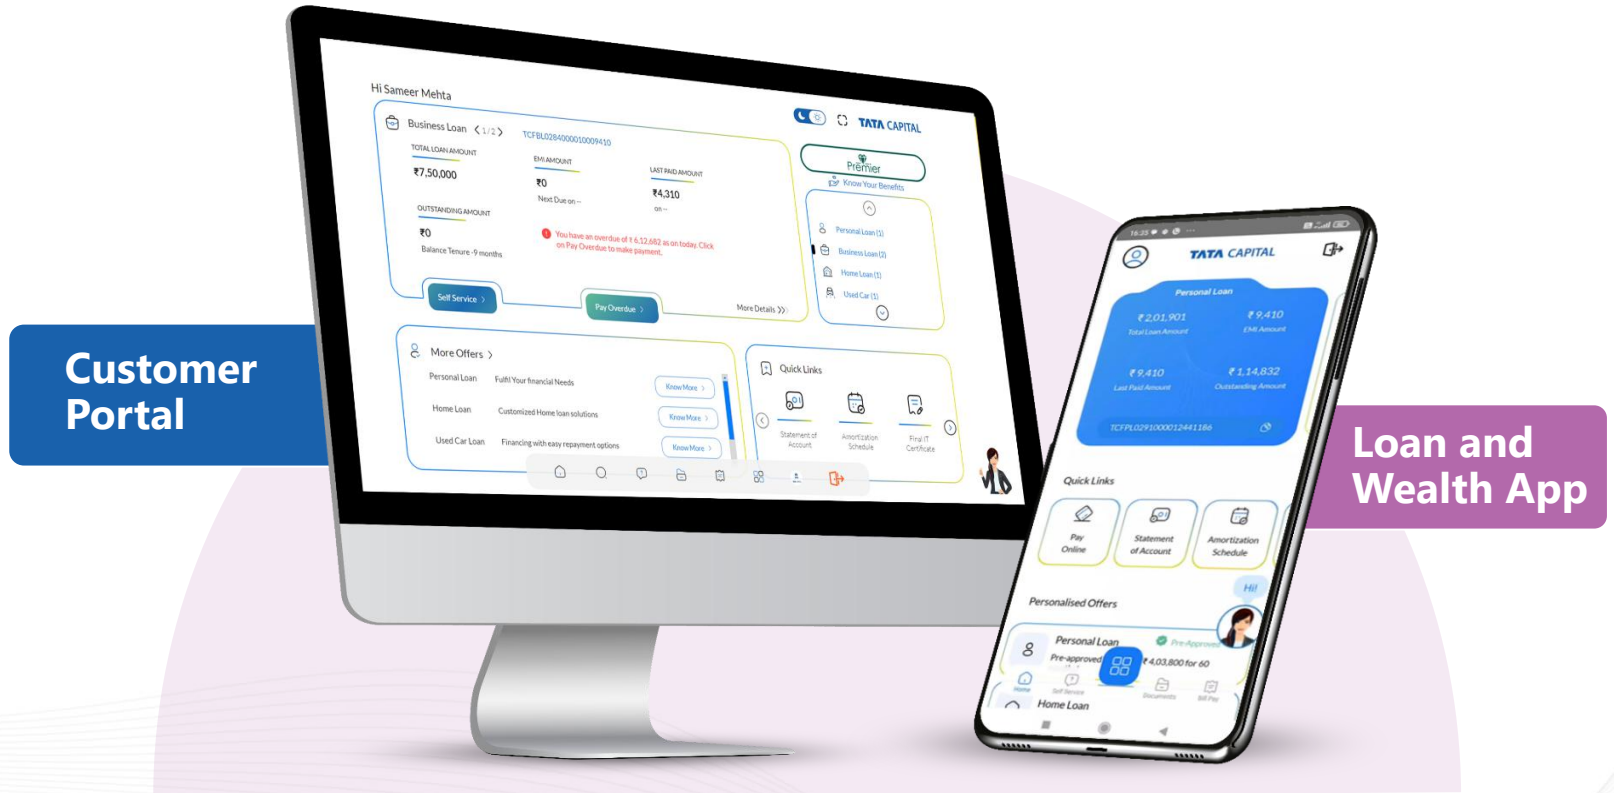 Customer
Portal
Hi Sameer Mehta
TATA CAPITAL
Business Loan < 1/2 >
TCFBL0284000010009410
TOTAL LOAN AMOUNT
₹7,50,000
EMI AMOUNT
₹0
Next Due on --
LAST PAID AMOUNT
₹4,310
on --
OUTSTANDING AMOUNT
₹0
Balance Tenure -9 months
You have an overdue of ₹ 6,12,682 as on today. Click
on Pay Overdue to make payment.
Self Service >
Pay Overdue >
More Details >>
Premier
Know Your Benefits
Personal Loan (1)
Business Loan (2)
Home Loan (1)
Used Car (1)
More Offers >
Personal Loan Fulfil Your financial Needs Know More >
Home Loan Customized Home loan solutions Know More >
Used Car Loan Financing with easy repayment options Know More >
Quick Links
Statement of
Account
Amortization
Schedule
Final IT
Certificate
16:35
TATA CAPITAL
Personal Loan
₹ 2,01,901
Total Loan Amount
₹ 9,410
EMI Amount
₹ 9,410
Last Paid Amount
₹ 1,14,832
Outstanding Amount
TCFPL0291000012441186
Quick Links
Pay
Online
Statement
of Account
Amortization
Schedule
Hi!
Personalised Offers
Personal Loan
Pre-Approved
Pre-approved ₹ 4,03,800 for 60
Home
Self Service
Documents
Bill Pay
Home Loan
Loan and
Wealth App